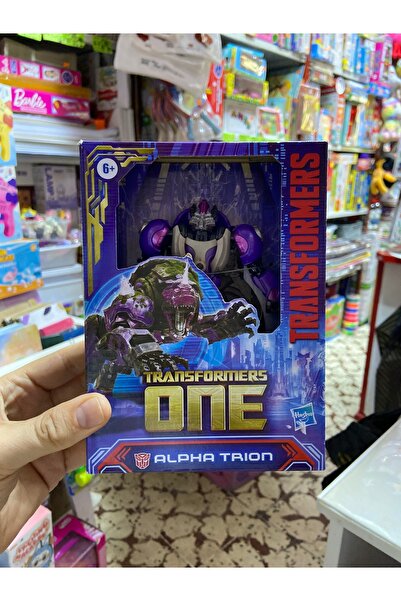 Barbie
6+
TRANSFORMERS
TRANSFORMERS
ONE
Hasbro
ALPHA TRION